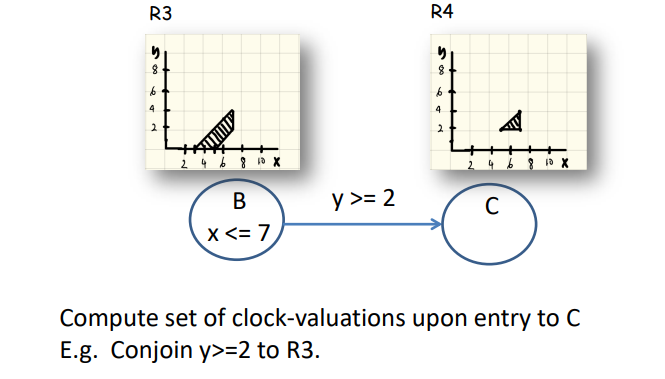 R3
R4
y
8
6
4
2
2 4 6 8 10 X
y
8
6
4
2
2 4 6 8 10 X
B
x <= 7
y >= 2
C
Compute set of clock-valuations upon entry to C
E.g. Conjoin y>=2 to R3.